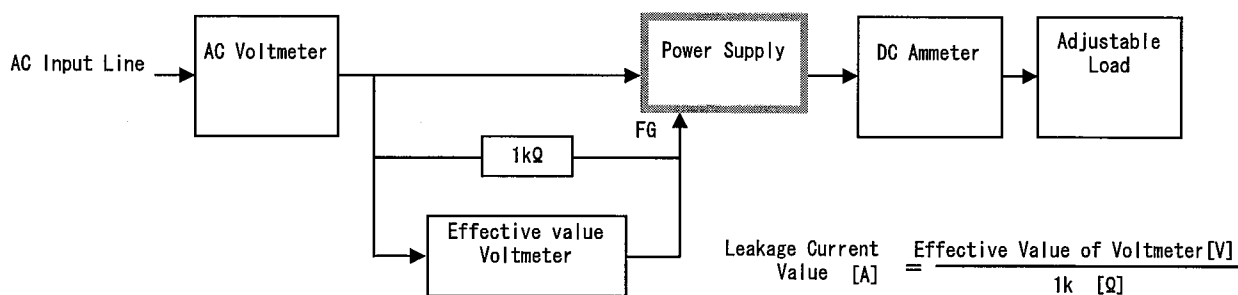 AC Input Line
AC Voltmeter
Power Supply
DC Ammeter
Adjustable
Load
FG
1kΩ
Effective value
Voltmeter
Leakage Current
Value [A]
= Effective Value of Voltmeter[V]
1k [Ω]